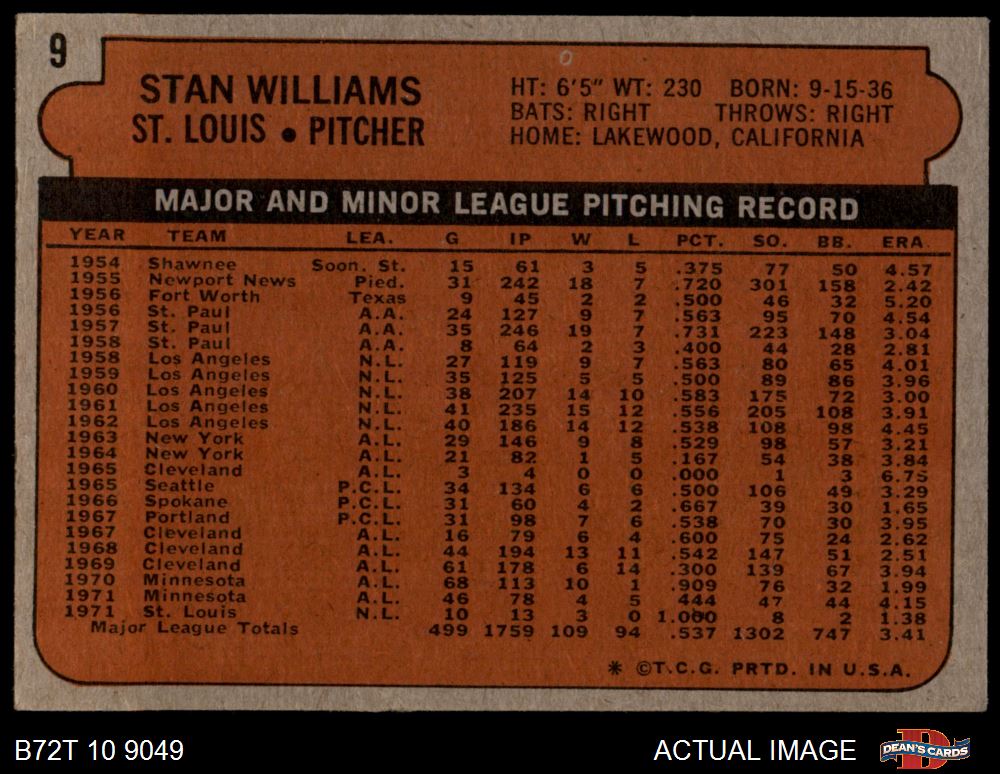 9
STAN WILLIAMS
ST. LOUIS • PITCHER
HT: 6'5" WT: 230 BORN: 9-15-36
BATS: RIGHT THROWS: RIGHT
HOME: LAKEWOOD, CALIFORNIA
MAJOR AND MINOR LEAGUE PITCHING RECORD
YEAR TEAM LEA. G IP W L PCT. SO. BB. ERA.
1954 Shawnee Soon. St. 15 61 3 5 .375 77 50 4.57
1955 Newport News Pied. 31 242 18 7 .720 301 158 2.42
1956 Fort Worth Texas 9 45 2 2 .500 46 32 5.20
1956 St. Paul A.A. 24 127 9 7 .563 95 70 4.54
1957 St. Paul A.A. 35 246 19 7 .731 223 148 3.04
1958 St. Paul A.A. 8 64 2 3 .400 44 28 2.81
1958 Los Angeles N.L. 27 119 9 7 .563 80 65 4.01
1959 Los Angeles N.L. 35 125 5 5 .500 89 86 3.96
1960 Los Angeles N.L. 38 207 14 10 .583 175 72 3.00
1961 Los Angeles N.L. 41 235 15 12 .556 205 108 3.91
1962 Los Angeles N.L. 40 186 14 12 .538 108 98 4.45
1963 New York A.L. 29 146 9 8 .529 98 57 3.21
1964 New York A.L. 21 82 1 5 .167 54 38 3.84
1965 Cleveland A.L. 3 4 0 0 .000 1 3 6.75
1965 Seattle P.C.L. 34 134 6 6 .500 106 49 3.29
1966 Spokane P.C.L. 31 60 4 2 .667 39 30 1.65
1967 Portland P.C.L. 31 98 7 6 .538 70 30 3.95
1967 Cleveland A.L. 16 79 6 4 .600 75 24 2.62
1968 Cleveland A.L. 44 194 13 11 .542 147 51 2.51
1969 Cleveland A.L. 61 178 6 14 .300 139 67 3.94
1970 Minnesota A.L. 68 113 10 1 .909 76 32 1.99
1971 Minnesota A.L. 46 78 4 5 .444 47 44 4.15
1971 St. Louis N.L. 10 13 3 0 1.000 8 2 1.38
Major League Totals 499 1759 109 94 .537 1302 747 3.41
* ©T.C.G. PRTD. IN U.S.A.
B72T 10 9049
ACTUAL IMAGE
DEAN'S CARDS